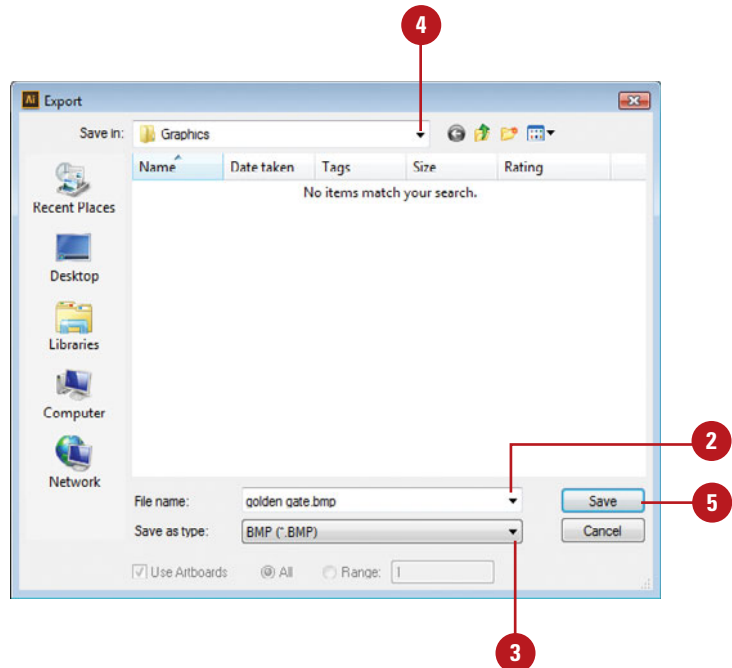 4
Ai Export
Save in: Graphics
Name Date taken Tags Size Rating
No items match your search.
Recent Places
Desktop
Libraries
Computer
Network
2
File name: golden gate.bmp Save
5
Save as type: BMP (*.BMP) Cancel
Use Artboards All Range: 1
3